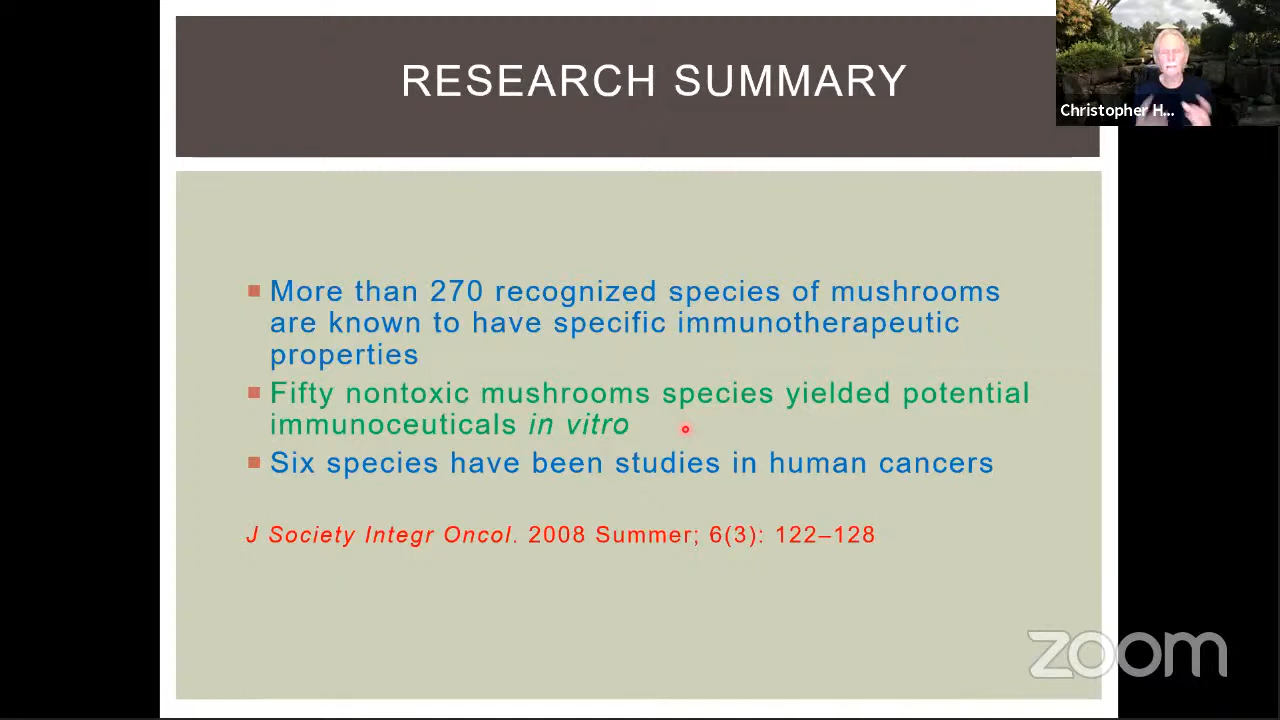 RESEARCH SUMMARY
Christopher H...
More than 270 recognized species of mushrooms
are known to have specific immunotherapeutic
properties
Fifty nontoxic mushrooms species yielded potential
immunoceuticals in vitro
Six species have been studies in human cancers
J Society Integr Oncol. 2008 Summer; 6(3): 122–128
zoom